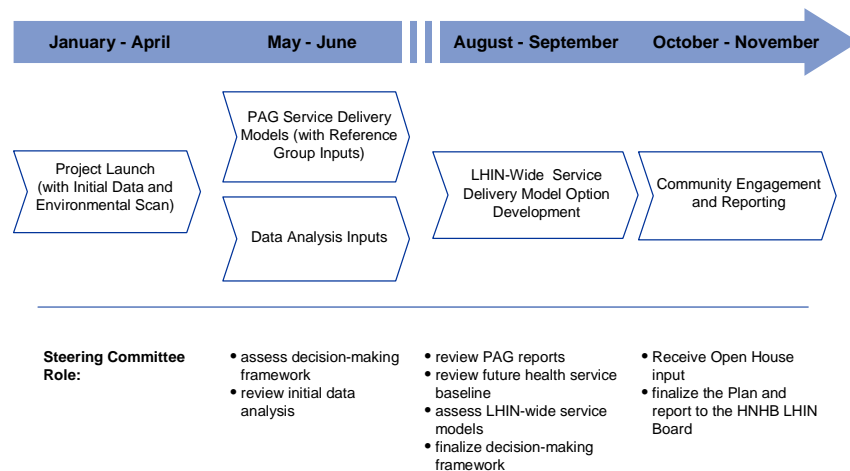 January - April
May - June
August - September
October - November
Project Launch
(with Initial Data and
Environmental Scan)
PAG Service Delivery
Models (with Reference
Group Inputs)
Data Analysis Inputs
LHIN-Wide Service
Delivery Model Option
Development
Community Engagement
and Reporting
Steering Committee
Role:
• assess decision-making
framework
• review initial data
analysis
• review PAG reports
• review future health service
baseline
• assess LHIN-wide service
models
• finalize decision-making
framework
• Receive Open House
input
• finalize the Plan and
report to the HNHB LHIN
Board